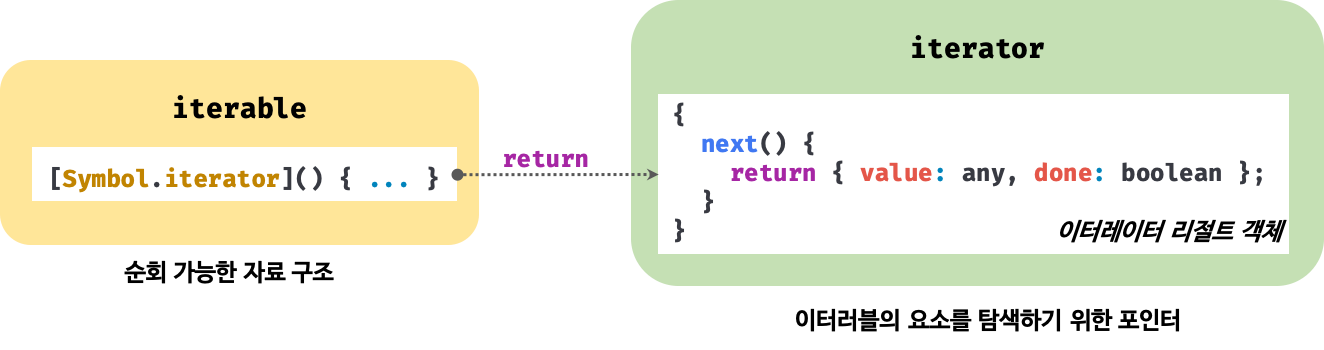 iterable
[Symbol.iterator]() { ... }
순회 가능한 자료 구조
return
iterator
{
next() {
return { value: any, done: boolean };
}
}
이터레이터 리절트 객체
이터러블의 요소를 탐색하기 위한 포인터